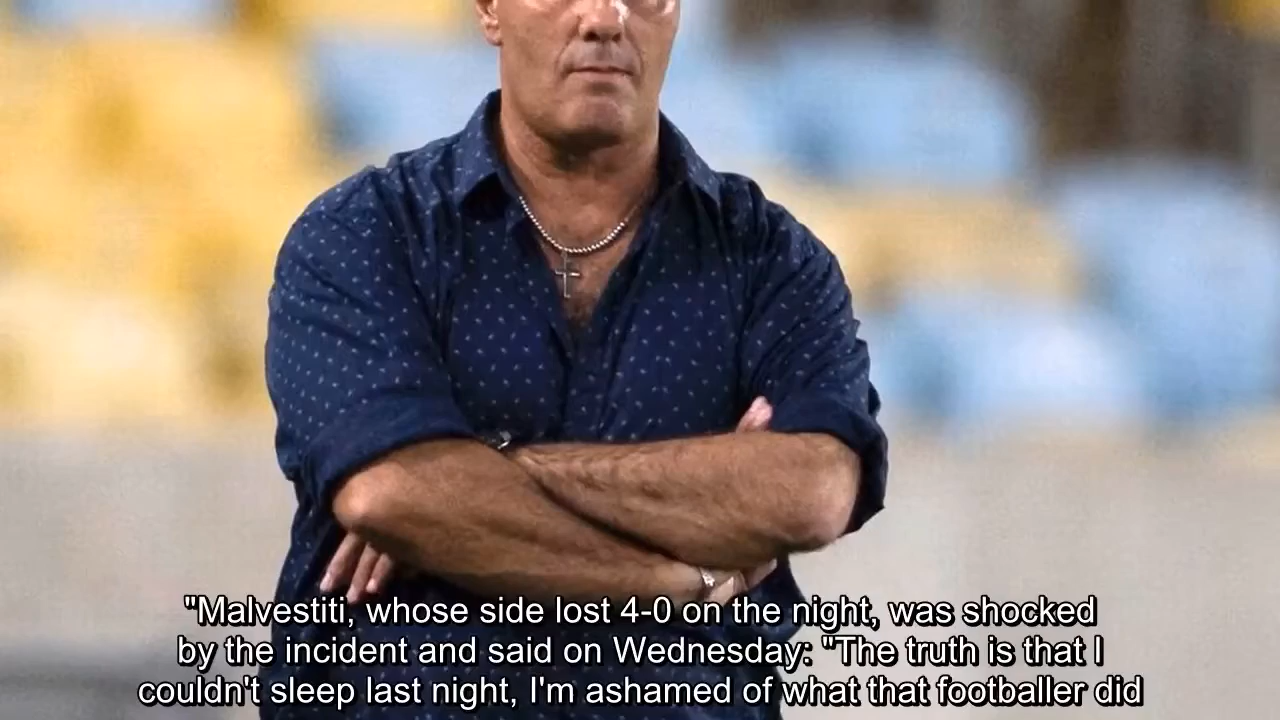 "Malvestiti, whose side lost 4-0 on the night, was shocked
by the incident and said on Wednesday: "The truth is that I
couldn't sleep last night, I'm ashamed of what that footballer did